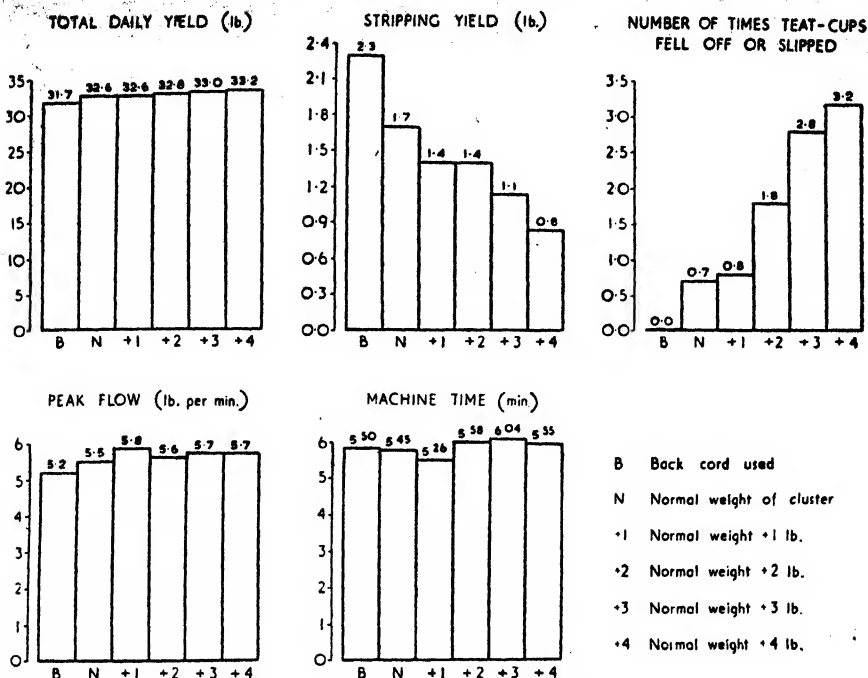 TOTAL DAILY YIELD (lb.)
35
30
25
20
15
10
5
0
31·7 32·6 32·6 32·8 33·0 33·2
B N +1 +2 +3 +4
STRIPPING YIELD (lb.)
2·4
2·1
1·8
1·5
1·2
0·9
0·6
0·3
0·0
2·3
1·7
1·4 1·4
1·1
0·8
B N +1 +2 +3 +4
NUMBER OF TIMES TEAT-CUPS
FELL OFF OR SLIPPED
3·5
3·0
2·5
2·0
1·5
1·0
0·5
0·0
0·0
0·7 0·8
1·8
2·8
3·2
B N +1 +2 +3 +4
PEAK FLOW (lb. per min.)
6
5
4
3
2
1
0
5·2 5·5 5·8 5·6 5·7 5·7
B N +1 +2 +3 +4
MACHINE TIME (min.)
6
5
4
3
2
1
0
5 50 5 45 5 26 5 58 6 04 5 55
B N +1 +2 +3 +4
B Back cord used
N Normal weight of cluster
+1 Normal weight +1 lb.
+2 Normal weight +2 lb.
+3 Normal weight +3 lb.
+4 Normal weight +4 lb.